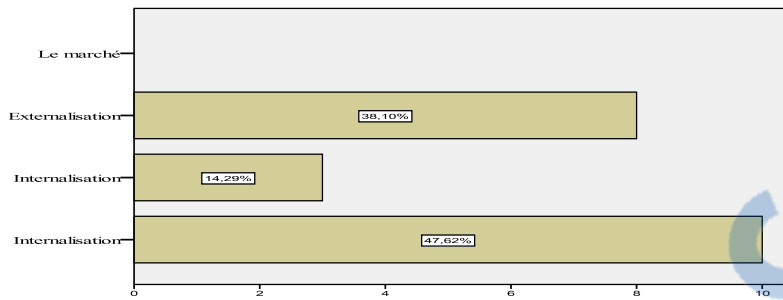 Le marché
Externalisation
38,10%
Internalisation
14,29%
Internalisation
47,62%
0 2 4 6 8 10